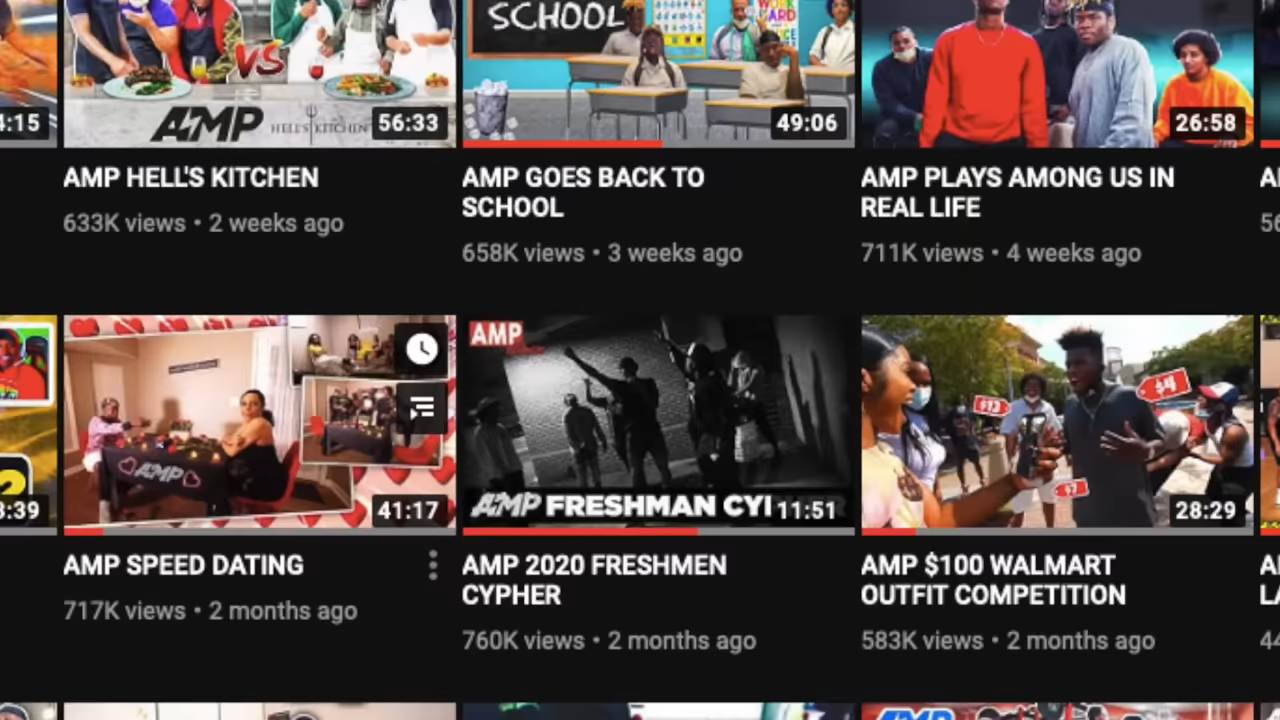 SCHOOL
WORK
HARD
VS
AMP
HELL'S KITCHEN
4:15
56:33
49:06
26:58
AMP HELL'S KITCHEN
633K views • 2 weeks ago
AMP GOES BACK TO
SCHOOL
658K views • 3 weeks ago
AMP PLAYS AMONG US IN
REAL LIFE
711K views • 4 weeks ago
AMP
$4
AMP
AMP FRESHMAN CYI
:39
41:17
11:51
28:29
AMP SPEED DATING
717K views • 2 months ago
AMP 2020 FRESHMEN
CYPHER
760K views • 2 months ago
AMP $100 WALMART
OUTFIT COMPETITION
583K views • 2 months ago
AMP